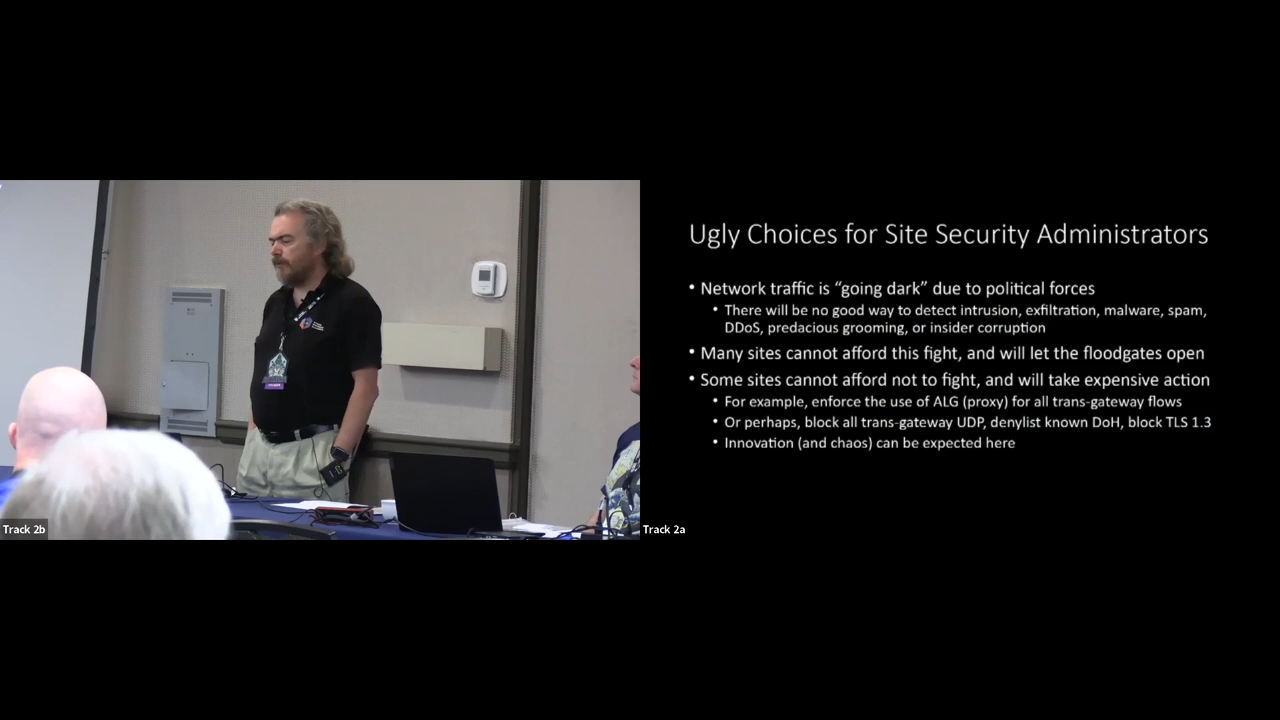 Ugly Choices for Site Security Administrators
• Network traffic is “going dark” due to political forces
• There will be no good way to detect intrusion, exfiltration, malware, spam,
DDoS, predacious grooming, or insider corruption
• Many sites cannot afford this fight, and will let the floodgates open
• Some sites cannot afford not to fight, and will take expensive action
• For example, enforce the use of ALG (proxy) for all trans-gateway flows
• Or perhaps, block all trans-gateway UDP, denylist known DoH, block TLS 1.3
• Innovation (and chaos) can be expected here
Track 2b
Track 2a